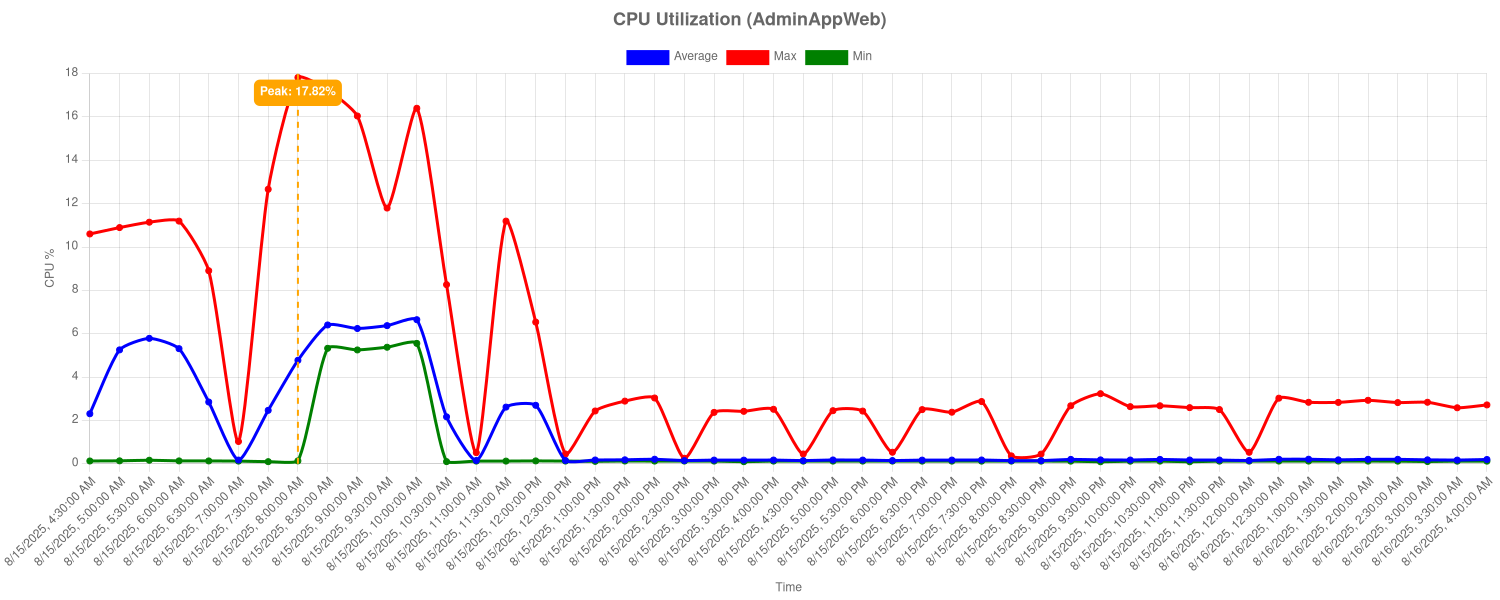 CPU Utilization (AdminAppWeb)
Average Max Min
Peak: 17.82%
18
16
14
12
10
8
6
4
2
0
CPU %
8/15/2025, 4:30:00 AM
8/15/2025, 5:00:00 AM
8/15/2025, 5:30:00 AM
8/15/2025, 6:00:00 AM
8/15/2025, 6:30:00 AM
8/15/2025, 7:00:00 AM
8/15/2025, 7:30:00 AM
8/15/2025, 8:00:00 AM
8/15/2025, 8:30:00 AM
8/15/2025, 9:00:00 AM
8/15/2025, 9:30:00 AM
8/15/2025, 10:00:00 AM
8/15/2025, 10:30:00 AM
8/15/2025, 11:00:00 AM
8/15/2025, 11:30:00 AM
8/15/2025, 12:00:00 PM
8/15/2025, 12:30:00 PM
8/15/2025, 1:00:00 PM
8/15/2025, 1:30:00 PM
8/15/2025, 2:00:00 PM
8/15/2025, 2:30:00 PM
8/15/2025, 3:00:00 PM
8/15/2025, 3:30:00 PM
8/15/2025, 4:00:00 PM
8/15/2025, 4:30:00 PM
8/15/2025, 5:00:00 PM
8/15/2025, 5:30:00 PM
8/15/2025, 6:00:00 PM
8/15/2025, 6:30:00 PM
8/15/2025, 7:00:00 PM
8/15/2025, 7:30:00 PM
8/15/2025, 8:00:00 PM
8/15/2025, 8:30:00 PM
8/15/2025, 9:00:00 PM
8/15/2025, 9:30:00 PM
8/15/2025, 10:00:00 PM
8/15/2025, 10:30:00 PM
8/15/2025, 11:00:00 PM
8/15/2025, 11:30:00 PM
8/16/2025, 12:00:00 AM
8/16/2025, 12:30:00 AM
8/16/2025, 1:00:00 AM
8/16/2025, 1:30:00 AM
8/16/2025, 2:00:00 AM
8/16/2025, 2:30:00 AM
8/16/2025, 3:00:00 AM
8/16/2025, 3:30:00 AM
8/16/2025, 4:00:00 AM
Time